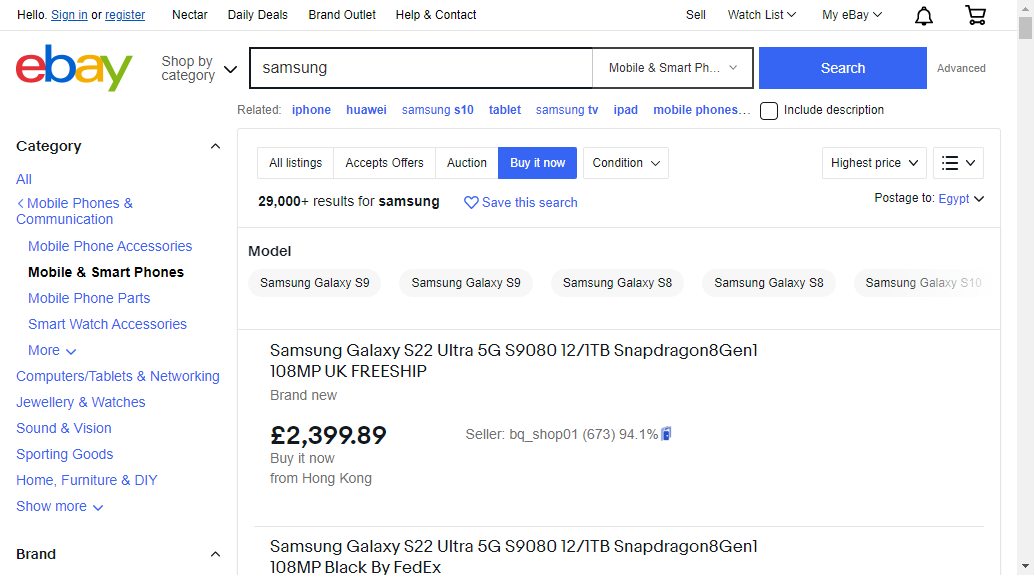 Hello. Sign in or register Nectar Daily Deals Brand Outlet Help & Contact Sell Watch List My eBay
ebay
Shop by
category
samsung Mobile & Smart Ph... Search Advanced
Related: iphone huawei samsung s10 tablet samsung tv ipad mobile phones... Include description
Category
All
Mobile Phones &
Communication
Mobile Phone Accessories
Mobile & Smart Phones
Mobile Phone Parts
Smart Watch Accessories
More
Computers/Tablets & Networking
Jewellery & Watches
Sound & Vision
Sporting Goods
Home, Furniture & DIY
Show more
Brand
All listings Accepts Offers Auction Buy it now Condition Highest price
29,000+ results for samsung Save this search Postage to: Egypt
Model
Samsung Galaxy S9 Samsung Galaxy S9 Samsung Galaxy S8 Samsung Galaxy S8 Samsung Galaxy S10
Samsung Galaxy S22 Ultra 5G S9080 12/1TB Snapdragon8Gen1
108MP UK FREESHIP
Brand new
£2,399.89 Seller: bq_shop01 (673) 94.1%
Buy it now
from Hong Kong
Samsung Galaxy S22 Ultra 5G S9080 12/1TB Snapdragon8Gen1
108MP Black By FedEx